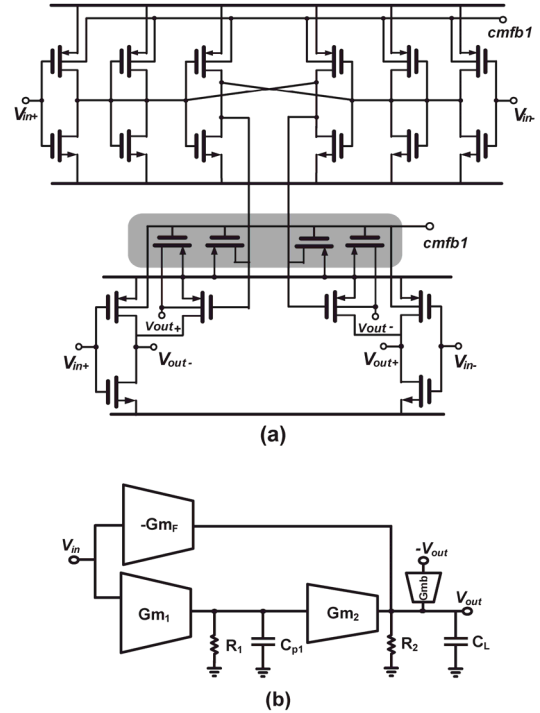 cmfb1
Vin+
Vin-
cmfb1
Vout+
Vout-
Vin+
Vout-
Vout+
Vin-
(a)
-GmF
Vin
-Vout
Gmb
Vout
Gm1
Gm2
R1
Cp1
R2
CL
(b)